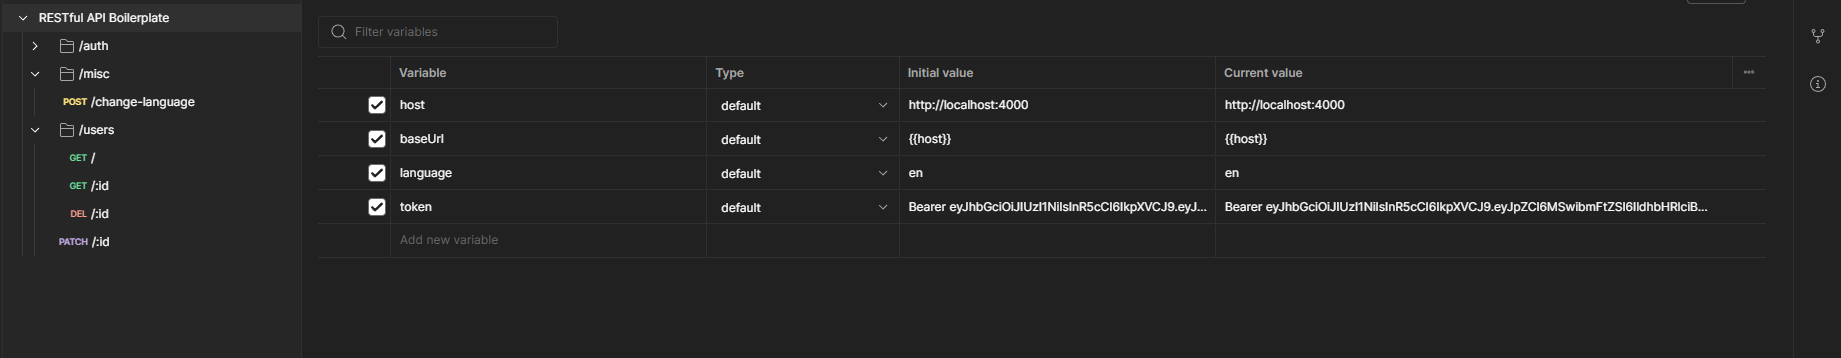 RESTful API Boilerplate
/auth
/misc
POST /change-language
/users
GET /
GET /:id
DEL /:id
PATCH /:id
Filter variables
Variable Type Initial value Current value
host default http://localhost:4000 http://localhost:4000
baseUrl default {{host}} {{host}}
language default en en
token default Bearer eyJhbGciOiJIUzI1NiIsInR5cCI6IkpXVCJ9.eyJ... Bearer eyJhbGciOiJIUzI1NiIsInR5cCI6IkpXVCJ9.eyJpZCI6MSwibmFtZSI6IldhbHRlciB...
Add new variable